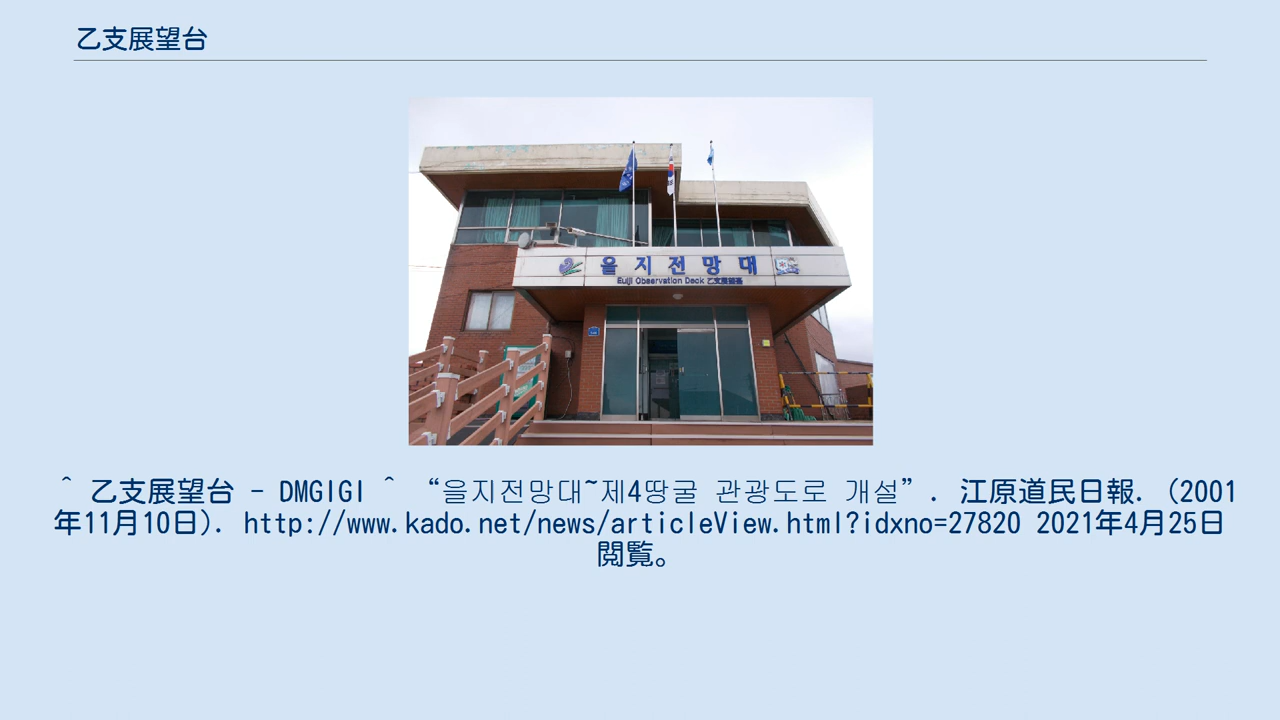 乙支展望台
을지전망대
Eulji Observation Deck 乙支展望臺
^ 乙支展望台 - DMGIGI ^ “을지전망대~제4땅굴 관광도로 개설”. 江原道民日報. (2001
年11月10日). http://www.kado.net/news/articleView.html?idxno=27820 2021年4月25日
閲覧。